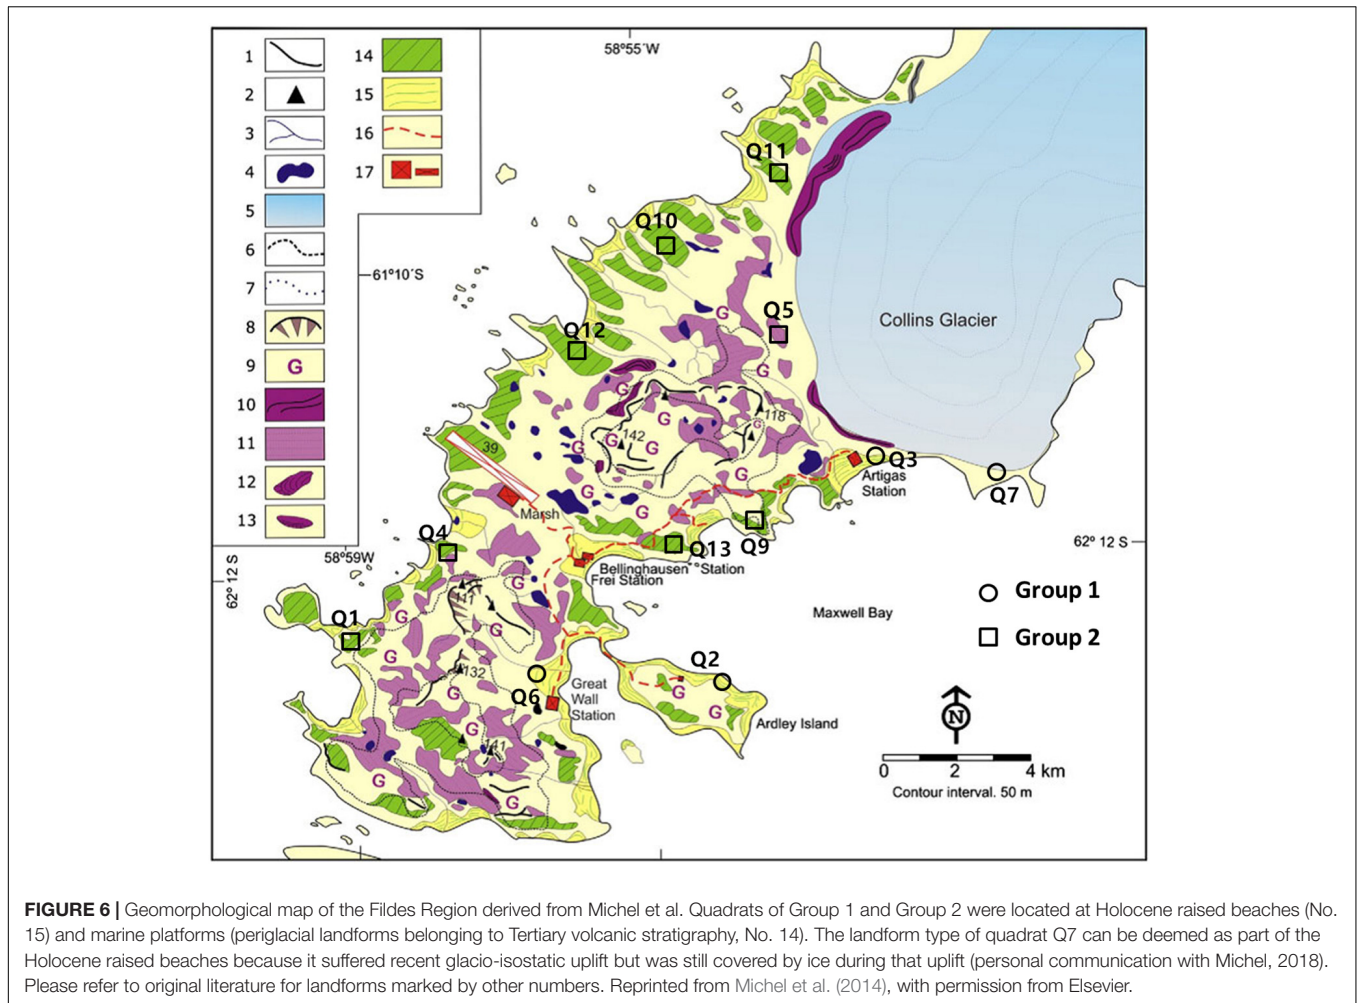 1
2
3
4
5
6
7
8
9
G
10
11
12
13
14
15
16
17
58°55´W
61°10´S
58°59W
62° 12 S
62° 12 S
Q11
Q10
Q5
Q12
Collins Glacier
G
G
G
118
G
G
G
142
G
G
G
G
G
G
39
Marsh
Q3
Artigas
Station
Q7
Q4
Q13
Q9
Bellinghausen Station
Frei Station
G
111
G
G
G
Q1
132
G
Q6
Great
Wall
Station
Q2
G
G
Ardley Island
G
141
G
G
Maxwell Bay
Group 1
Group 2
N
0 2 4 km
Contour interval. 50 m
FIGURE 6 | Geomorphological map of the Fildes Region derived from Michel et al. Quadrats of Group 1 and Group 2 were located at Holocene raised beaches (No.
15) and marine platforms (periglacial landforms belonging to Tertiary volcanic stratigraphy, No. 14). The landform type of quadrat Q7 can be deemed as part of the
Holocene raised beaches because it suffered recent glacio-isostatic uplift but was still covered by ice during that uplift (personal communication with Michel, 2018).
Please refer to original literature for landforms marked by other numbers. Reprinted from Michel et al. (2014), with permission from Elsevier.